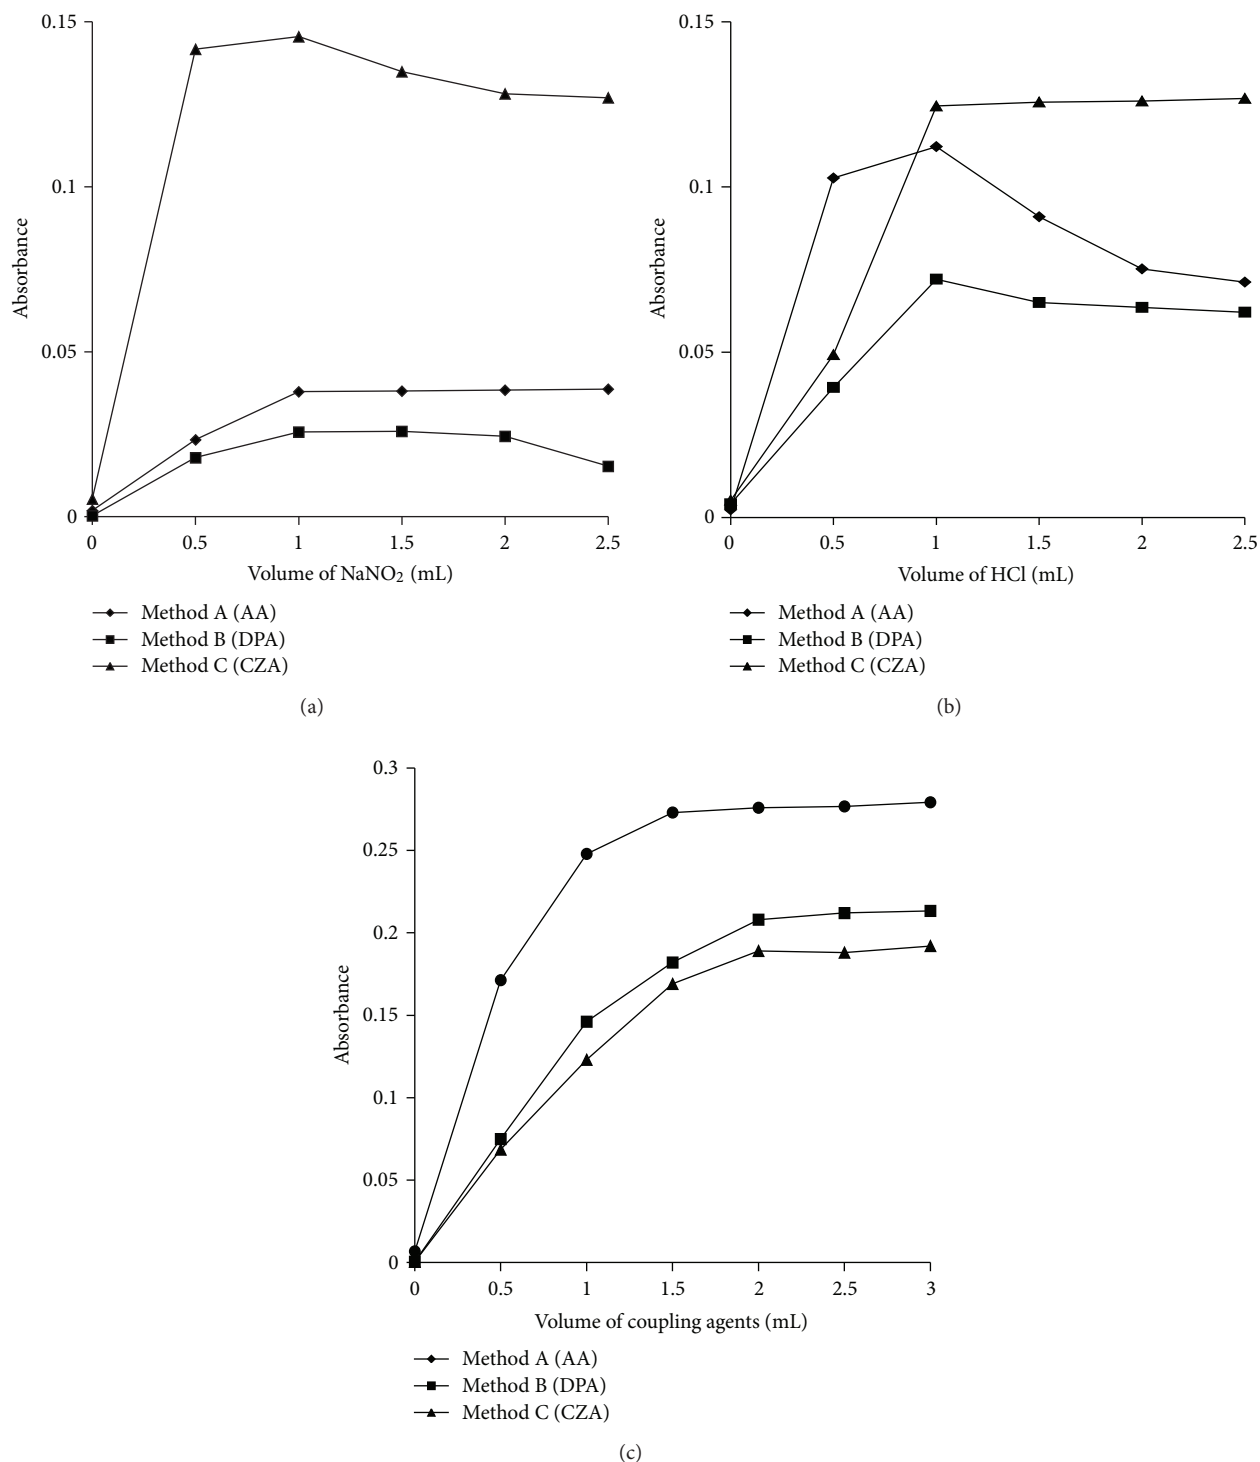 0.15
0.1
0.05
0
Absorbance
0 0.5 1 1.5 2 2.5
Volume of NaNO₂ (mL)
Method A (AA)
Method B (DPA)
Method C (CZA)
(a)
0.15
0.1
0.05
0
Absorbance
0 0.5 1 1.5 2 2.5
Volume of HCl (mL)
Method A (AA)
Method B (DPA)
Method C (CZA)
(b)
0.3
0.25
0.2
0.15
0.1
0.05
0
Absorbance
0 0.5 1 1.5 2 2.5 3
Volume of coupling agents (mL)
Method A (AA)
Method B (DPA)
Method C (CZA)
(c)